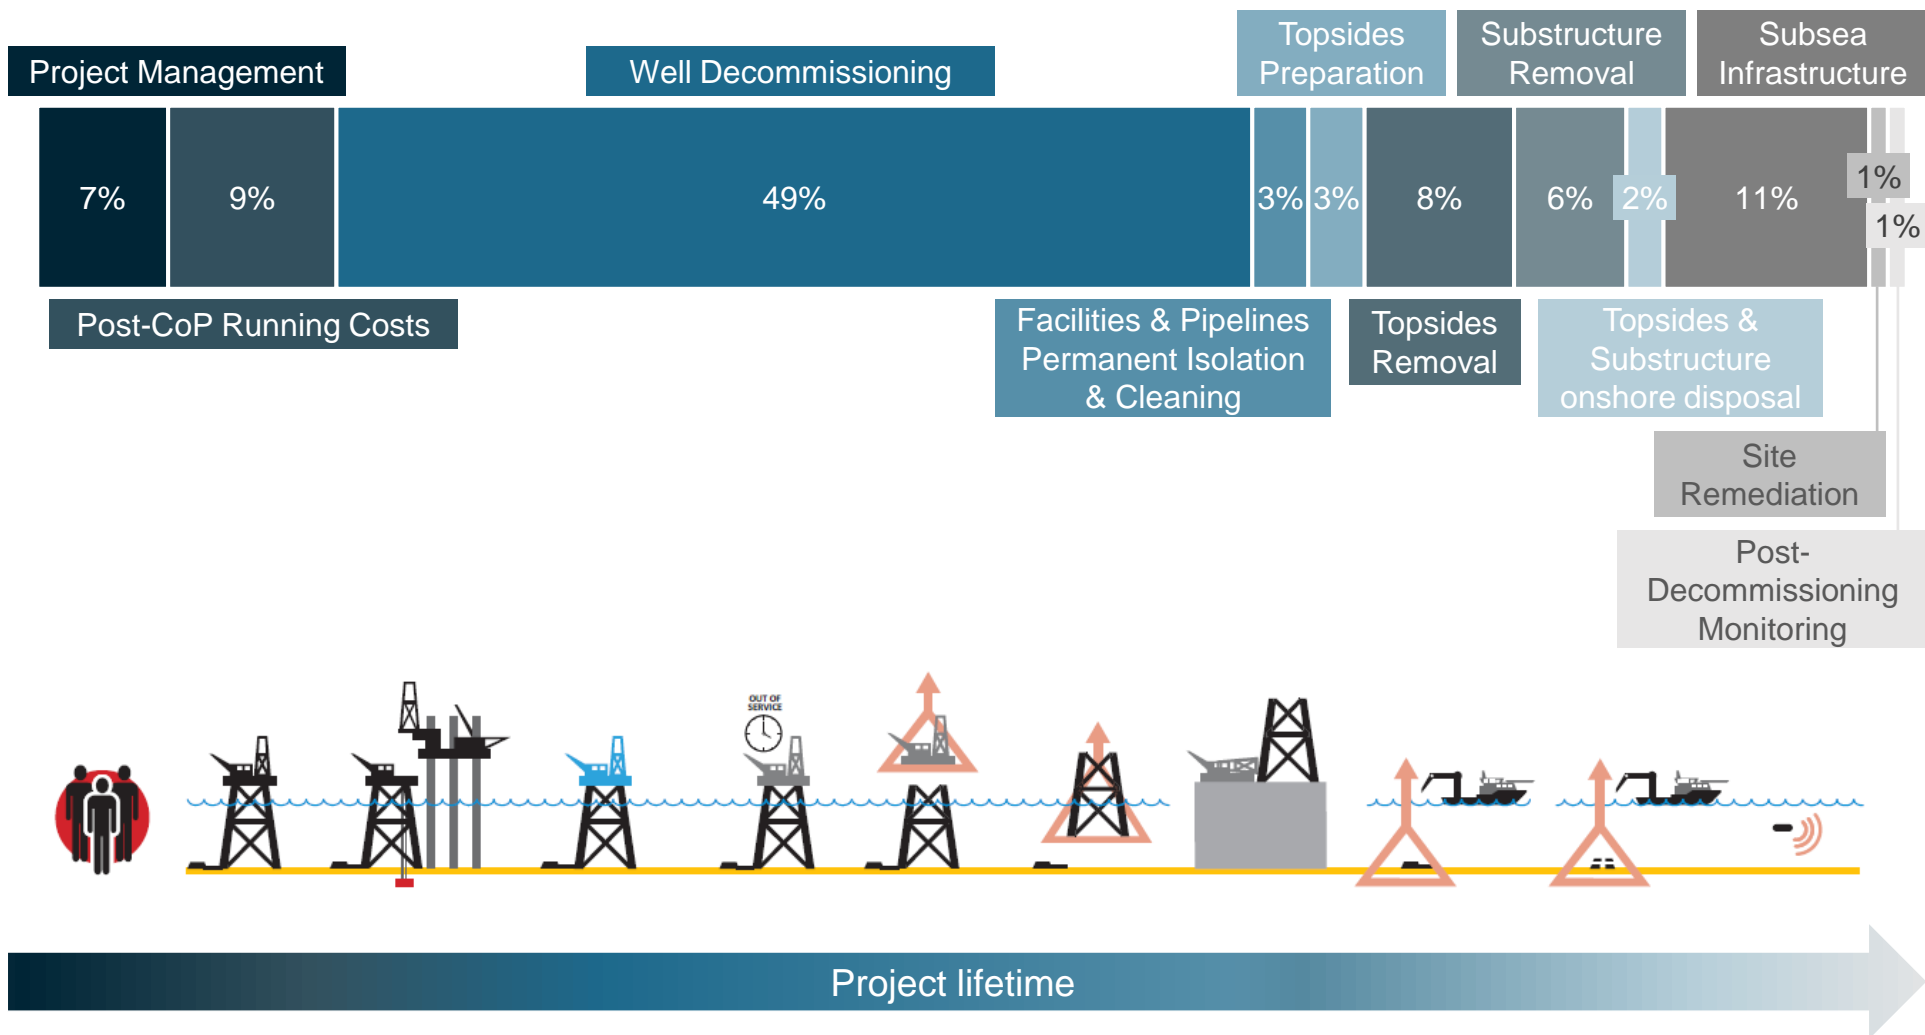 Project Management
Well Decommissioning
Topsides
Preparation
Substructure
Removal
Subsea
Infrastructure
7%
9%
49%
3%
3%
8%
6%
2%
11%
1%
1%
Post-CoP Running Costs
Facilities & Pipelines
Permanent Isolation
& Cleaning
Topsides
Removal
Topsides &
Substructure
onshore disposal
Site
Remediation
Post-
Decommissioning
Monitoring
OUT OF
SERVICE
Project lifetime